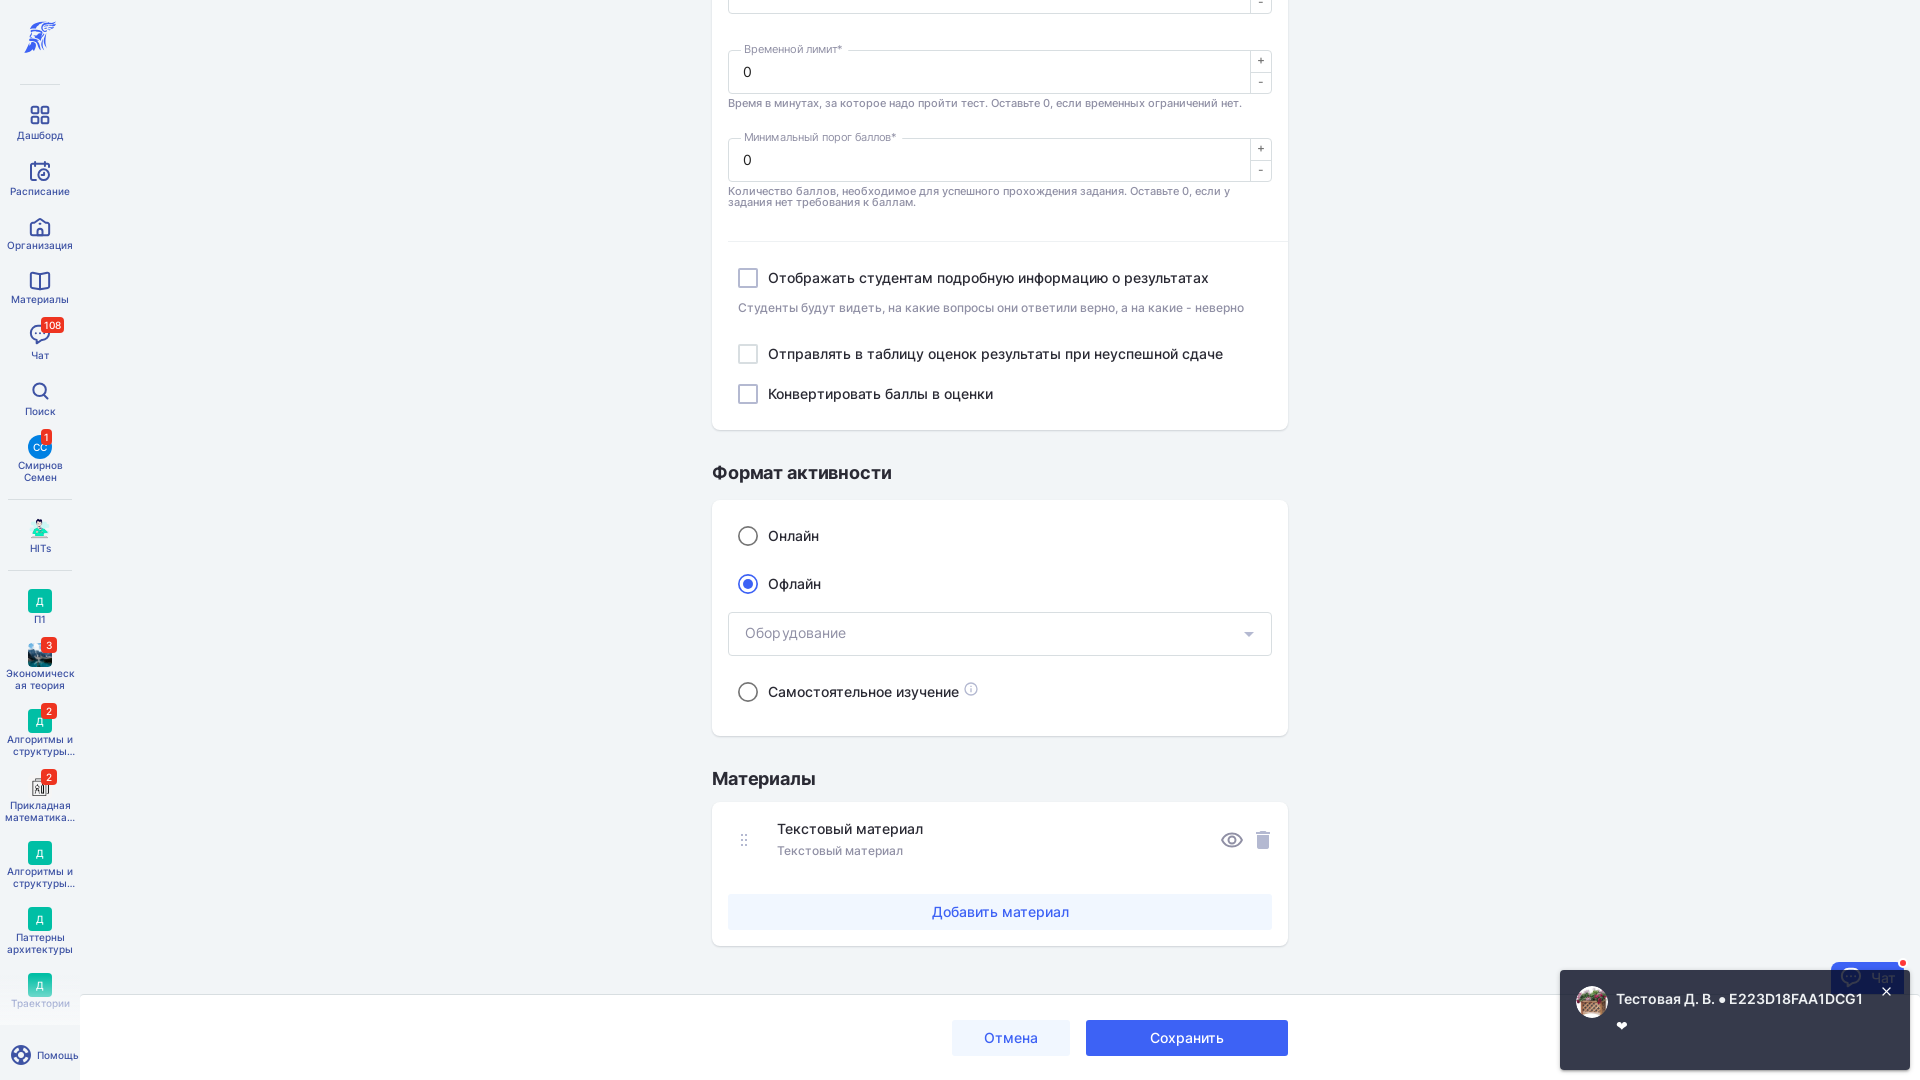 -
Временной лимит*
0
+
-
Время в минутах, за которое надо пройти тест. Оставьте 0, если временных ограничений нет.
Минимальный порог баллов*
0
+
-
Количество баллов, необходимое для успешного прохождения задания. Оставьте 0, если у
задания нет требования к баллам.
Отображать студентам подробную информацию о результатах
Студенты будут видеть, на какие вопросы они ответили верно, а на какие - неверно
Отправлять в таблицу оценок результаты при неуспешной сдаче
Конвертировать баллы в оценки
Формат активности
Онлайн
Офлайн
Оборудование
Самостоятельное изучение
Материалы
Текстовый материал
Текстовый материал
Добавить материал
Отмена
Сохранить
Дашборд
Расписание
Организация
Материалы
108
Чат
Поиск
1
СС
Смирнов
Семен
HITs
Д
П1
3
Экономическ
ая теория
2
Д
Алгоритмы и
структуры...
2
Прикладная
математика...
Д
Алгоритмы и
структуры...
Д
Паттерны
архитектуры
Д
Траектории
Помощь
Чат
Тестовая Д. В. ● E223D18FAA1DCG1
❤